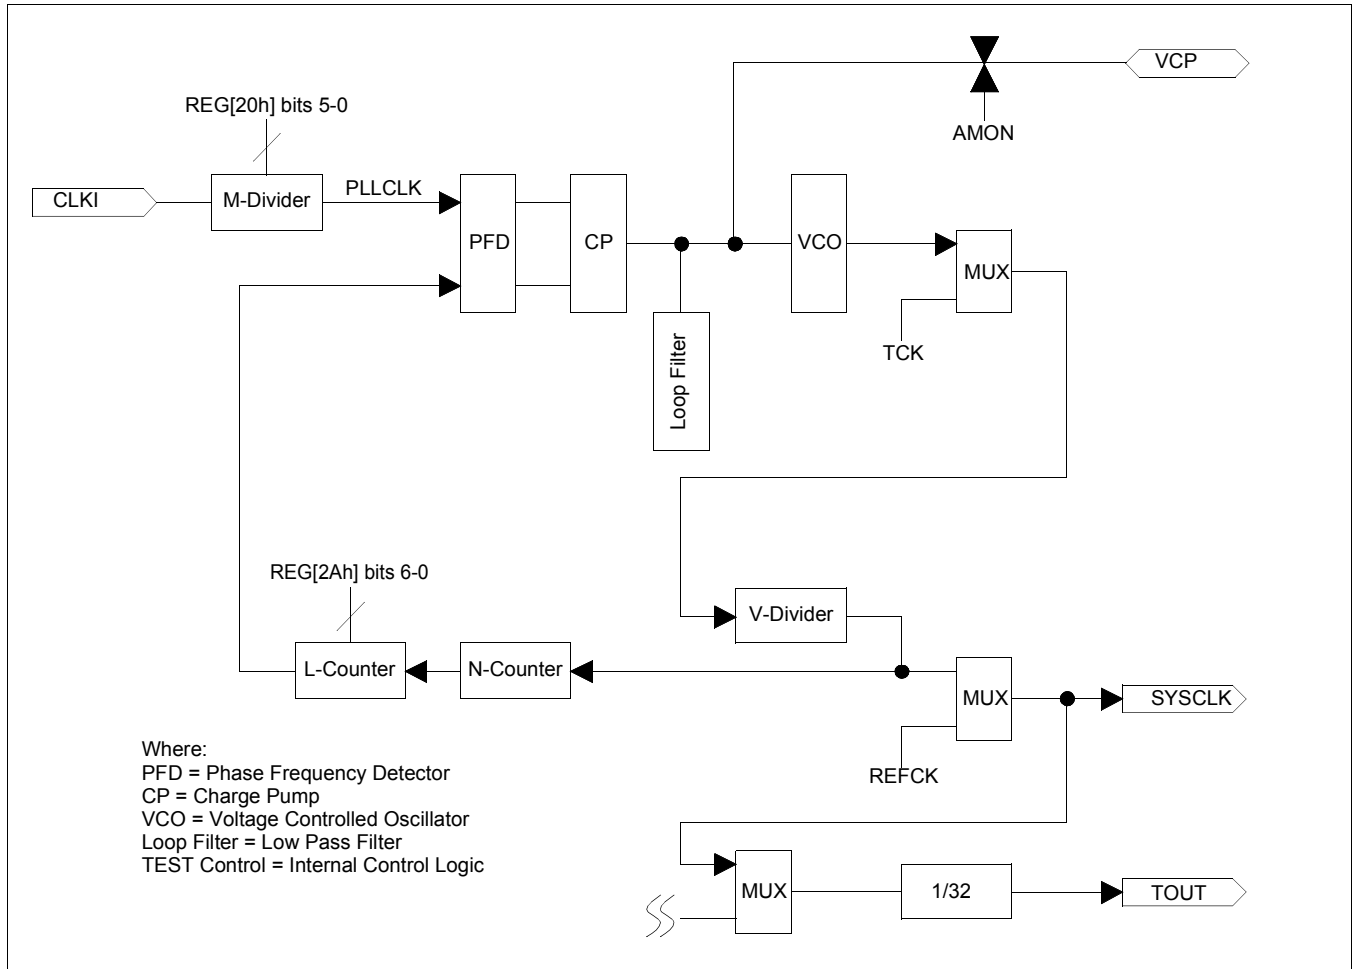 VCP
AMON
REG[20h] bits 5-0
CLKI
M-Divider
PLLCLK
PFD
CP
VCO
MUX
TCK
Loop Filter
REG[2Ah] bits 6-0
V-Divider
L-Counter
N-Counter
MUX
SYSCLK
REFCK
Where:
PFD = Phase Frequency Detector
CP = Charge Pump
VCO = Voltage Controlled Oscillator
Loop Filter = Low Pass Filter
TEST Control = Internal Control Logic
MUX
1/32
TOUT